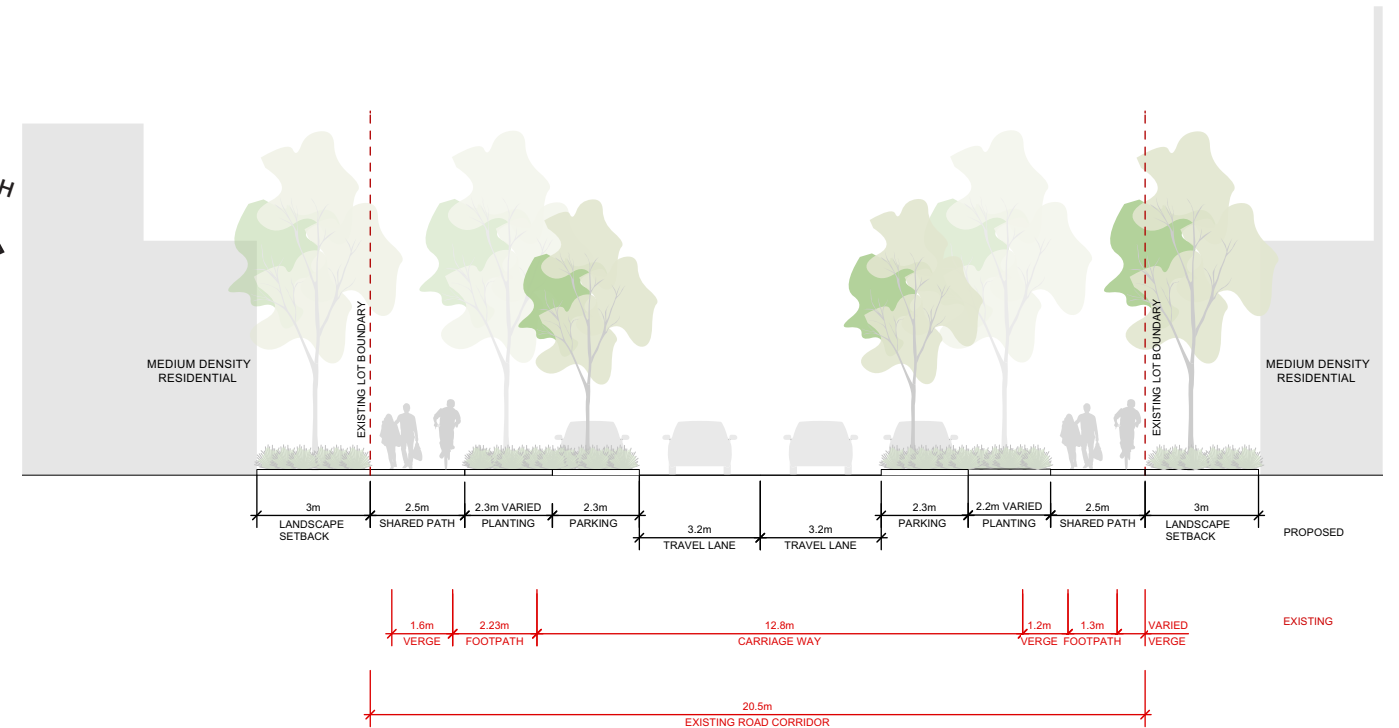 H
MEDIUM DENSITY
RESIDENTIAL
EXISTING LOT BOUNDARY
EXISTING LOT BOUNDARY
MEDIUM DENSITY
RESIDENTIAL
3m
LANDSCAPE
SETBACK
2.5m
SHARED PATH
2.3m VARIED
PLANTING
2.3m
PARKING
3.2m
TRAVEL LANE
3.2m
TRAVEL LANE
2.3m
PARKING
2.2m VARIED
PLANTING
2.5m
SHARED PATH
3m
LANDSCAPE
SETBACK
PROPOSED
1.6m
VERGE
2.23m
FOOTPATH
12.8m
CARRIAGE WAY
1.2m
VERGE
1.3m
FOOTPATH
VARIED
VERGE
EXISTING
20.5m
EXISTING ROAD CORRIDOR